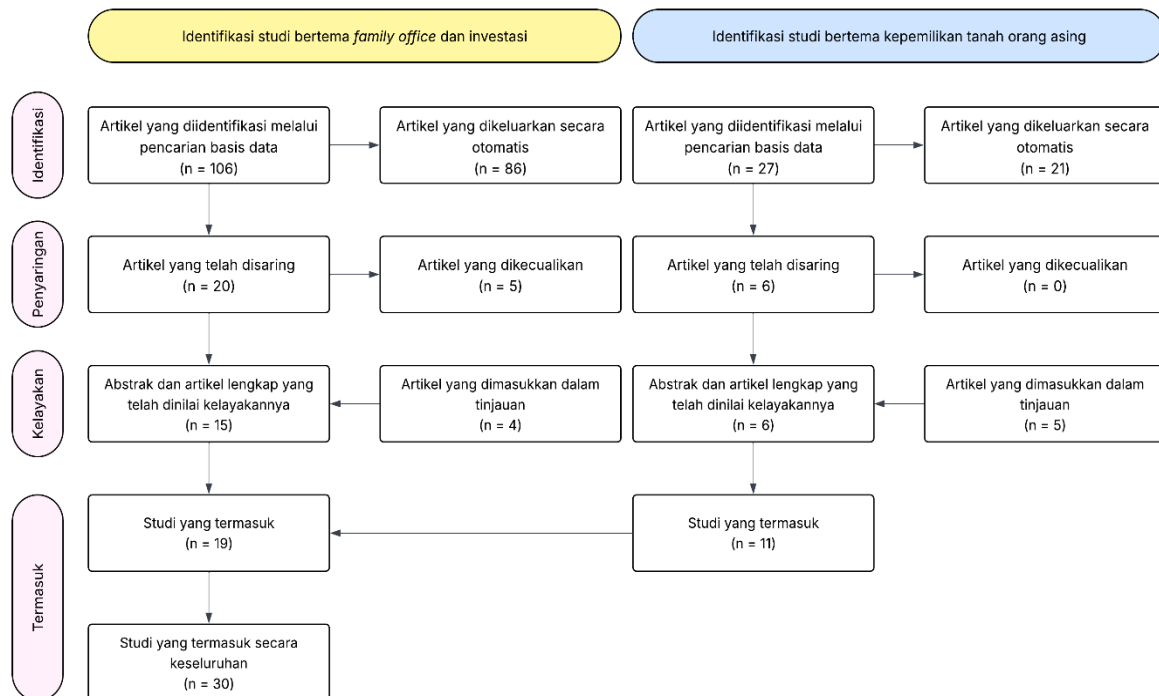 Identifikasi studi bertema family office dan investasi
Identifikasi studi bertema kepemilikan tanah orang asing
Identifikasi
Artikel yang diidentifikasi melalui
pencarian basis data
(n = 106)
Artikel yang dikeluarkan secara
otomatis
(n = 86)
Artikel yang diidentifikasi melalui
pencarian basis data
(n = 27)
Artikel yang dikeluarkan secara
otomatis
(n = 21)
Penyaringan
Artikel yang telah disaring
(n = 20)
Artikel yang dikecualikan
(n = 5)
Artikel yang telah disaring
(n = 6)
Artikel yang dikecualikan
(n = 0)
Kelayakan
Abstrak dan artikel lengkap yang
telah dinilai kelayakannya
(n = 15)
Artikel yang dimasukkan dalam
tinjauan
(n = 4)
Abstrak dan artikel lengkap yang
telah dinilai kelayakannya
(n = 6)
Artikel yang dimasukkan dalam
tinjauan
(n = 5)
Termasuk
Studi yang termasuk
(n = 19)
Studi yang termasuk
(n = 11)
Studi yang termasuk secara
keseluruhan
(n = 30)